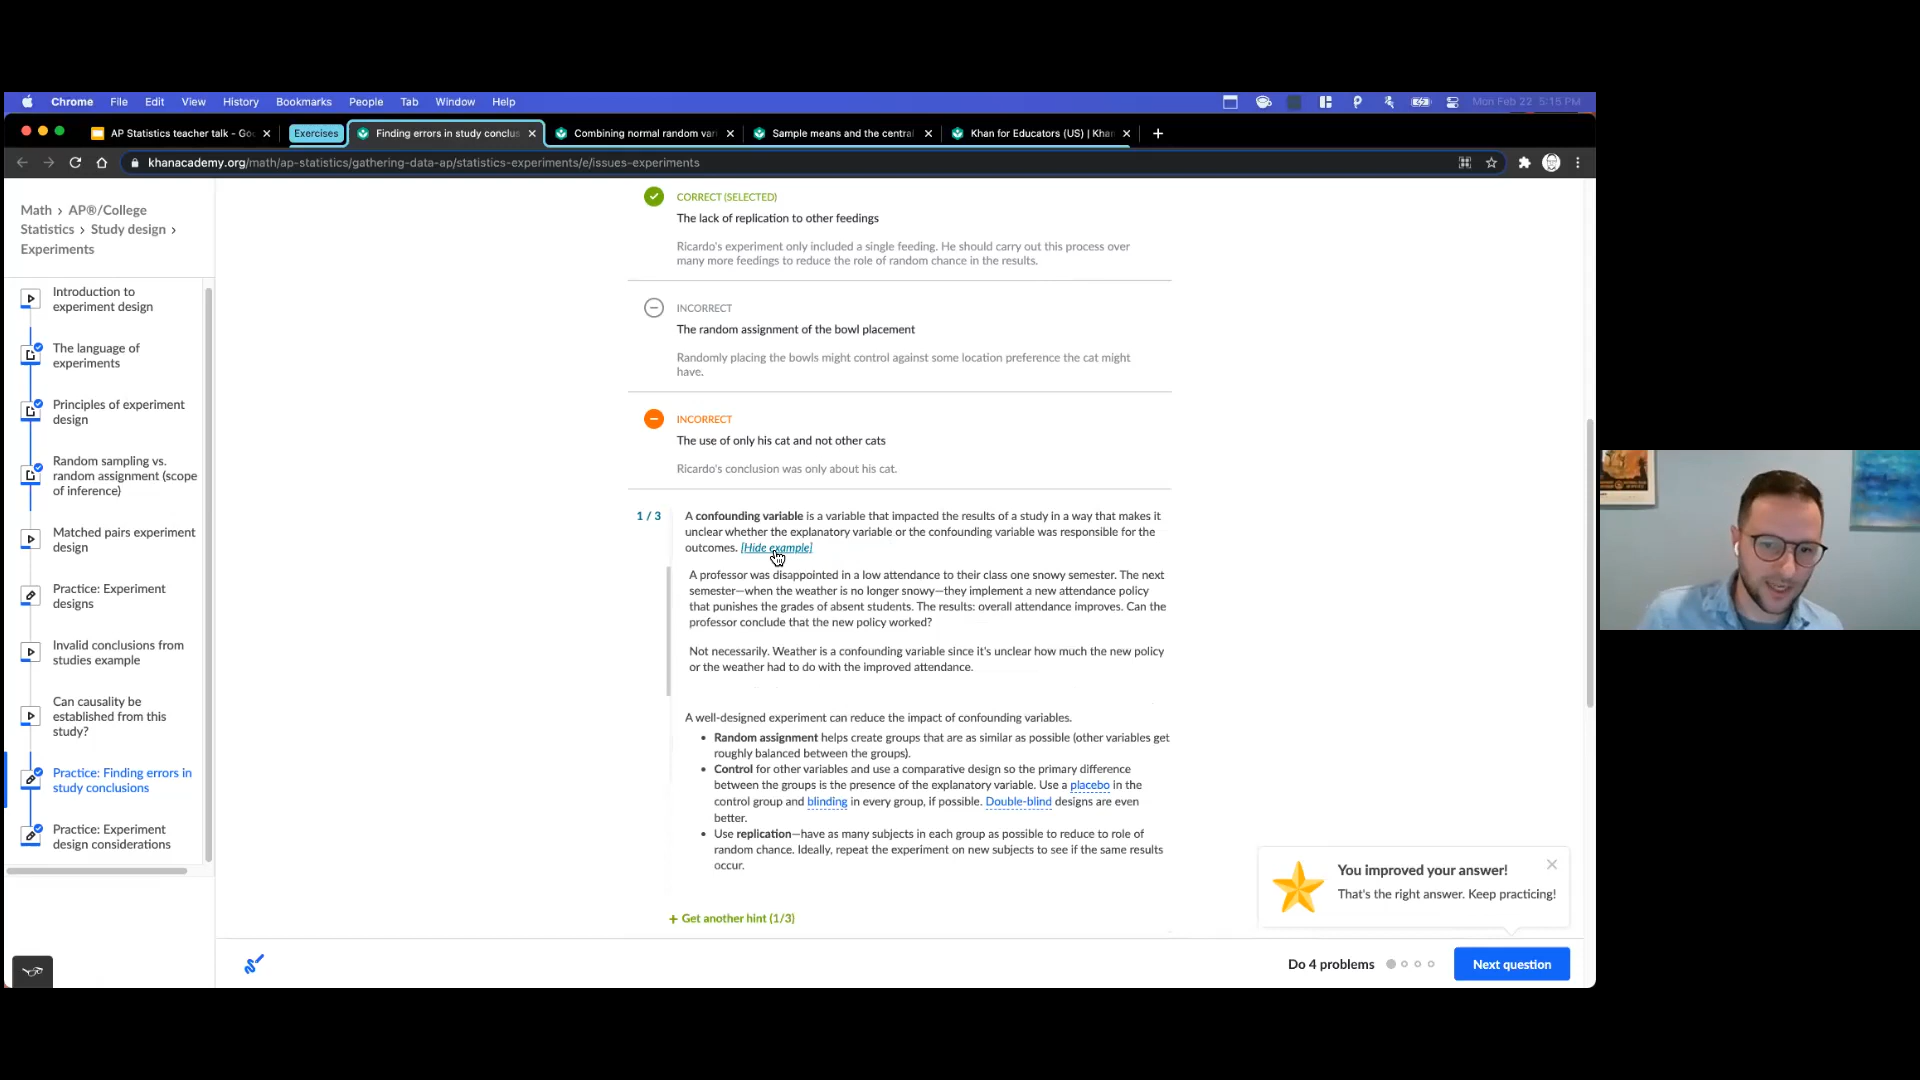 Chrome File Edit View History Bookmarks People Tab Window Help
Mon Feb 22 5:15 PM
AP Statistics teacher talk - Goo
Exercises
Finding errors in study conclus
Combining normal random var
Sample means and the central
Khan for Educators (US) | Khan
khanacademy.org/math/ap-statistics/gathering-data-ap/statistics-experiments/e/issues-experiments
Math > AP®/College
Statistics > Study design >
Experiments
Introduction to
experiment design
The language of
experiments
Principles of experiment
design
Random sampling vs.
random assignment (scope
of inference)
Matched pairs experiment
design
Practice: Experiment
designs
Invalid conclusions from
studies example
Can causality be
established from this
study?
Practice: Finding errors in
study conclusions
Practice: Experiment
design considerations
CORRECT (SELECTED)
The lack of replication to other feedings
Ricardo's experiment only included a single feeding. He should carry out this process over
many more feedings to reduce the role of random chance in the results.
INCORRECT
The random assignment of the bowl placement
Randomly placing the bowls might control against some location preference the cat might
have.
INCORRECT
The use of only his cat and not other cats
Ricardo's conclusion was only about his cat.
1 / 3
A confounding variable is a variable that impacted the results of a study in a way that makes it
unclear whether the explanatory variable or the confounding variable was responsible for the
outcomes. [Hide example]
A professor was disappointed in a low attendance to their class one snowy semester. The next
semester—when the weather is no longer snowy—they implement a new attendance policy
that punishes the grades of absent students. The results: overall attendance improves. Can the
professor conclude that the new policy worked?
Not necessarily. Weather is a confounding variable since it's unclear how much the new policy
or the weather had to do with the improved attendance.
A well-designed experiment can reduce the impact of confounding variables.
• Random assignment helps create groups that are as similar as possible (other variables get
roughly balanced between the groups).
• Control for other variables and use a comparative design so the primary difference
between the groups is the presence of the explanatory variable. Use a placebo in the
control group and blinding in every group, if possible. Double-blind designs are even
better.
• Use replication—have as many subjects in each group as possible to reduce to role of
random chance. Ideally, repeat the experiment on new subjects to see if the same results
occur.
+ Get another hint (1/3)
You improved your answer!
That's the right answer. Keep practicing!
Do 4 problems
Next question